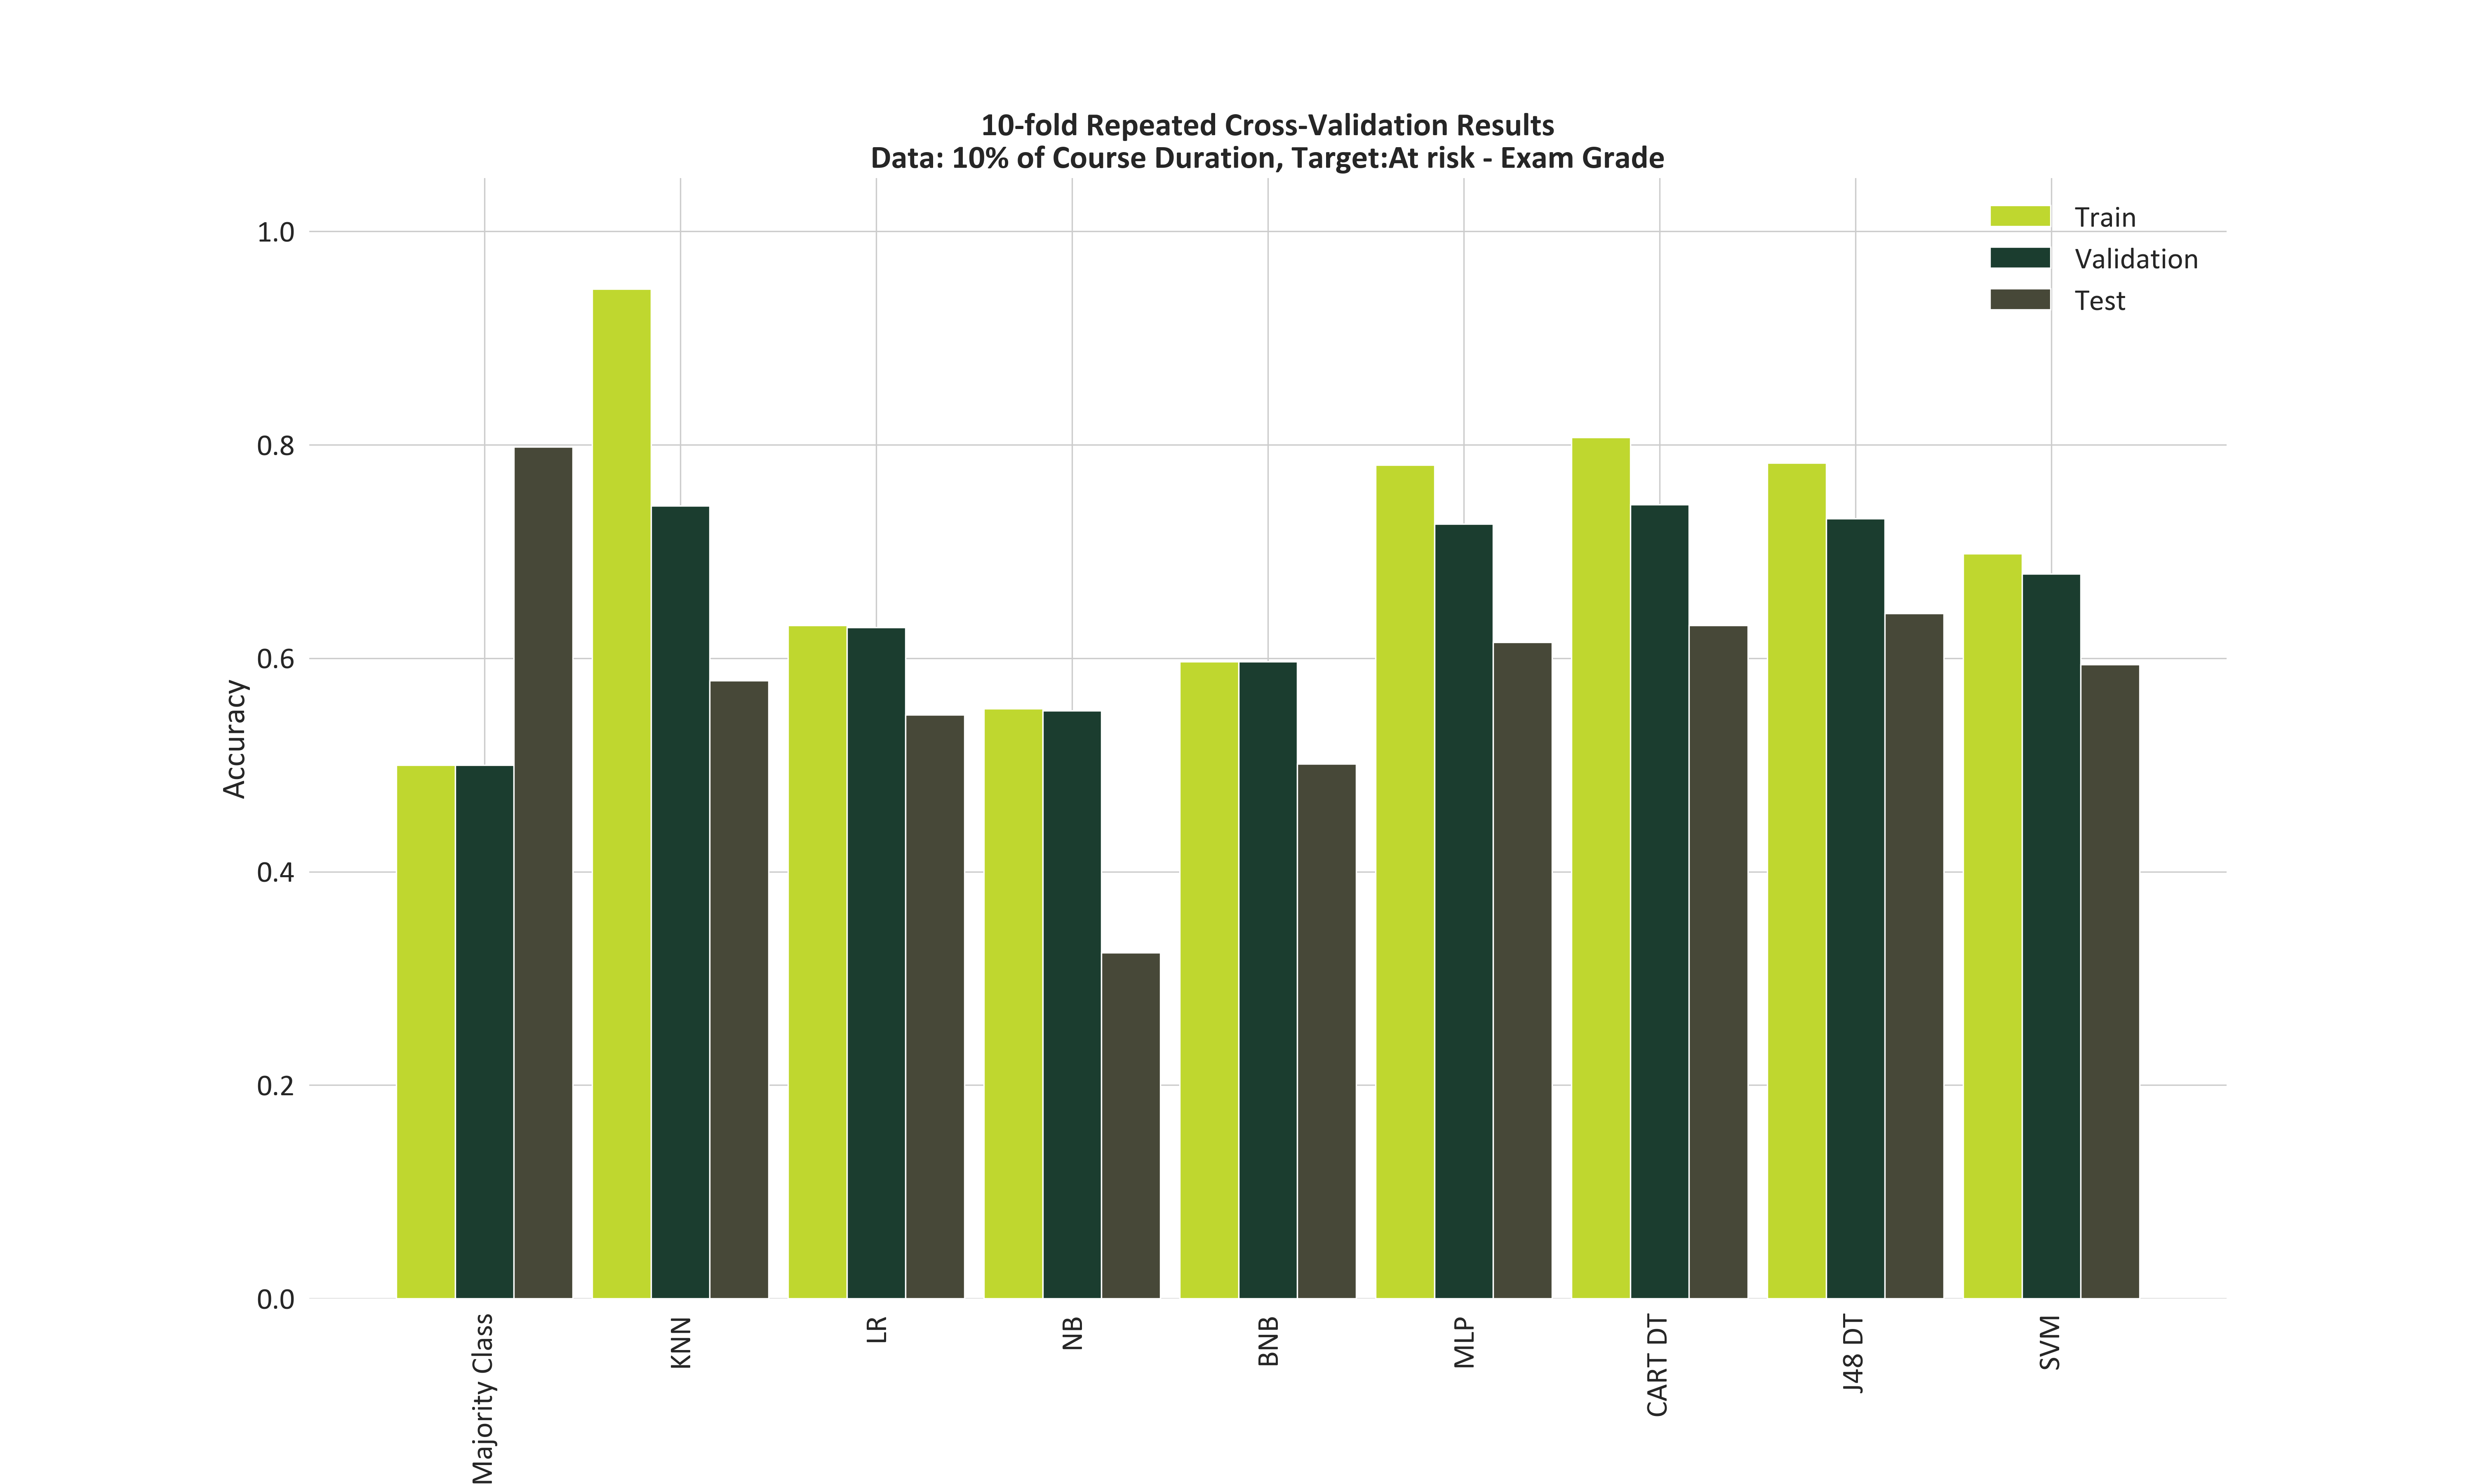 10-fold Repeated Cross-Validation Results
Data: 10% of Course Duration, Target:At risk - Exam Grade
Train
Validation
Test
1.0
0.8
0.6
0.4
0.2
0.0
Accuracy
Majority Class
KNN
LR
NB
BNB
MLP
CART DT
J48 DT
SVM